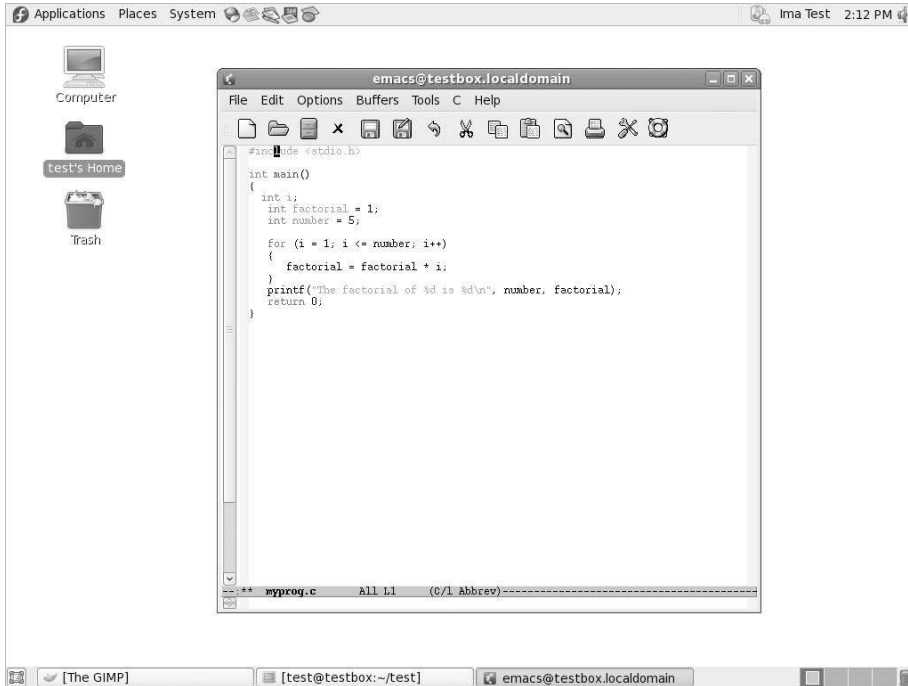 Applications Places System
Ima Test 2:12 PM
Computer
test's Home
Trash
emacs@testbox.localdomain
File Edit Options Buffers Tools C Help
#include <stdio.h>
int main()
{
int i;
int factorial = 1;
int number = 5;
for (i = 1; i <= number; i++)
{
factorial = factorial * i;
}
printf("The factorial of %d is %d\n", number, factorial);
return 0;
}
--:** myprog.c All L1 (C/l Abbrev)----------------------------------------
[The GIMP]
[test@testbox:~/test]
emacs@testbox.localdomain